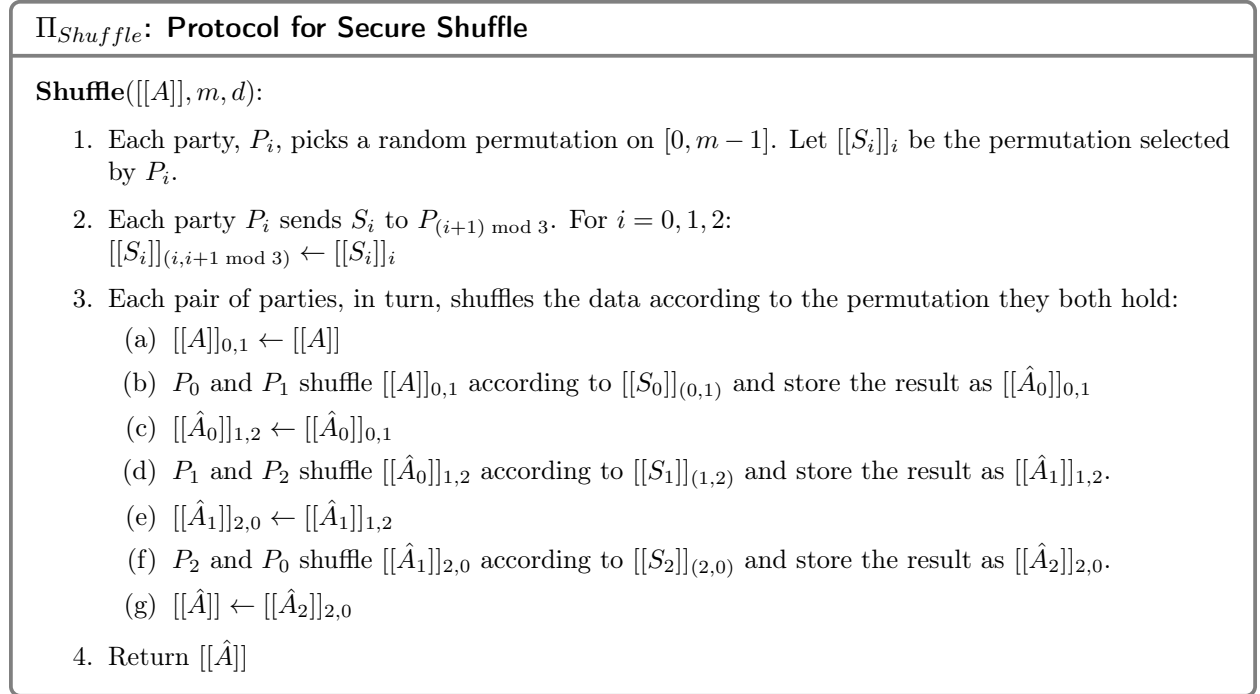 Π_{Shuffle}: Protocol for Secure Shuffle
Shuffle([[A]], m, d):
1. Each party, P_i, picks a random permutation on [0, m − 1]. Let [[S_i]]_i be the permutation selected
by P_i.
2. Each party P_i sends S_i to P_{(i+1) mod 3}. For i = 0, 1, 2:
[[S_i]]_{(i,i+1 mod 3)} ← [[S_i]]_i
3. Each pair of parties, in turn, shuffles the data according to the permutation they both hold:
(a) [[A]]_{0,1} ← [[A]]
(b) P_0 and P_1 shuffle [[A]]_{0,1} according to [[S_0]]_{(0,1)} and store the result as [[Â_0]]_{0,1}
(c) [[Â_0]]_{1,2} ← [[Â_0]]_{0,1}
(d) P_1 and P_2 shuffle [[Â_0]]_{1,2} according to [[S_1]]_{(1,2)} and store the result as [[Â_1]]_{1,2}.
(e) [[Â_1]]_{2,0} ← [[Â_1]]_{1,2}
(f) P_2 and P_0 shuffle [[Â_1]]_{2,0} according to [[S_2]]_{(2,0)} and store the result as [[Â_2]]_{2,0}.
(g) [[Â]] ← [[Â_2]]_{2,0}
4. Return [[Â]]